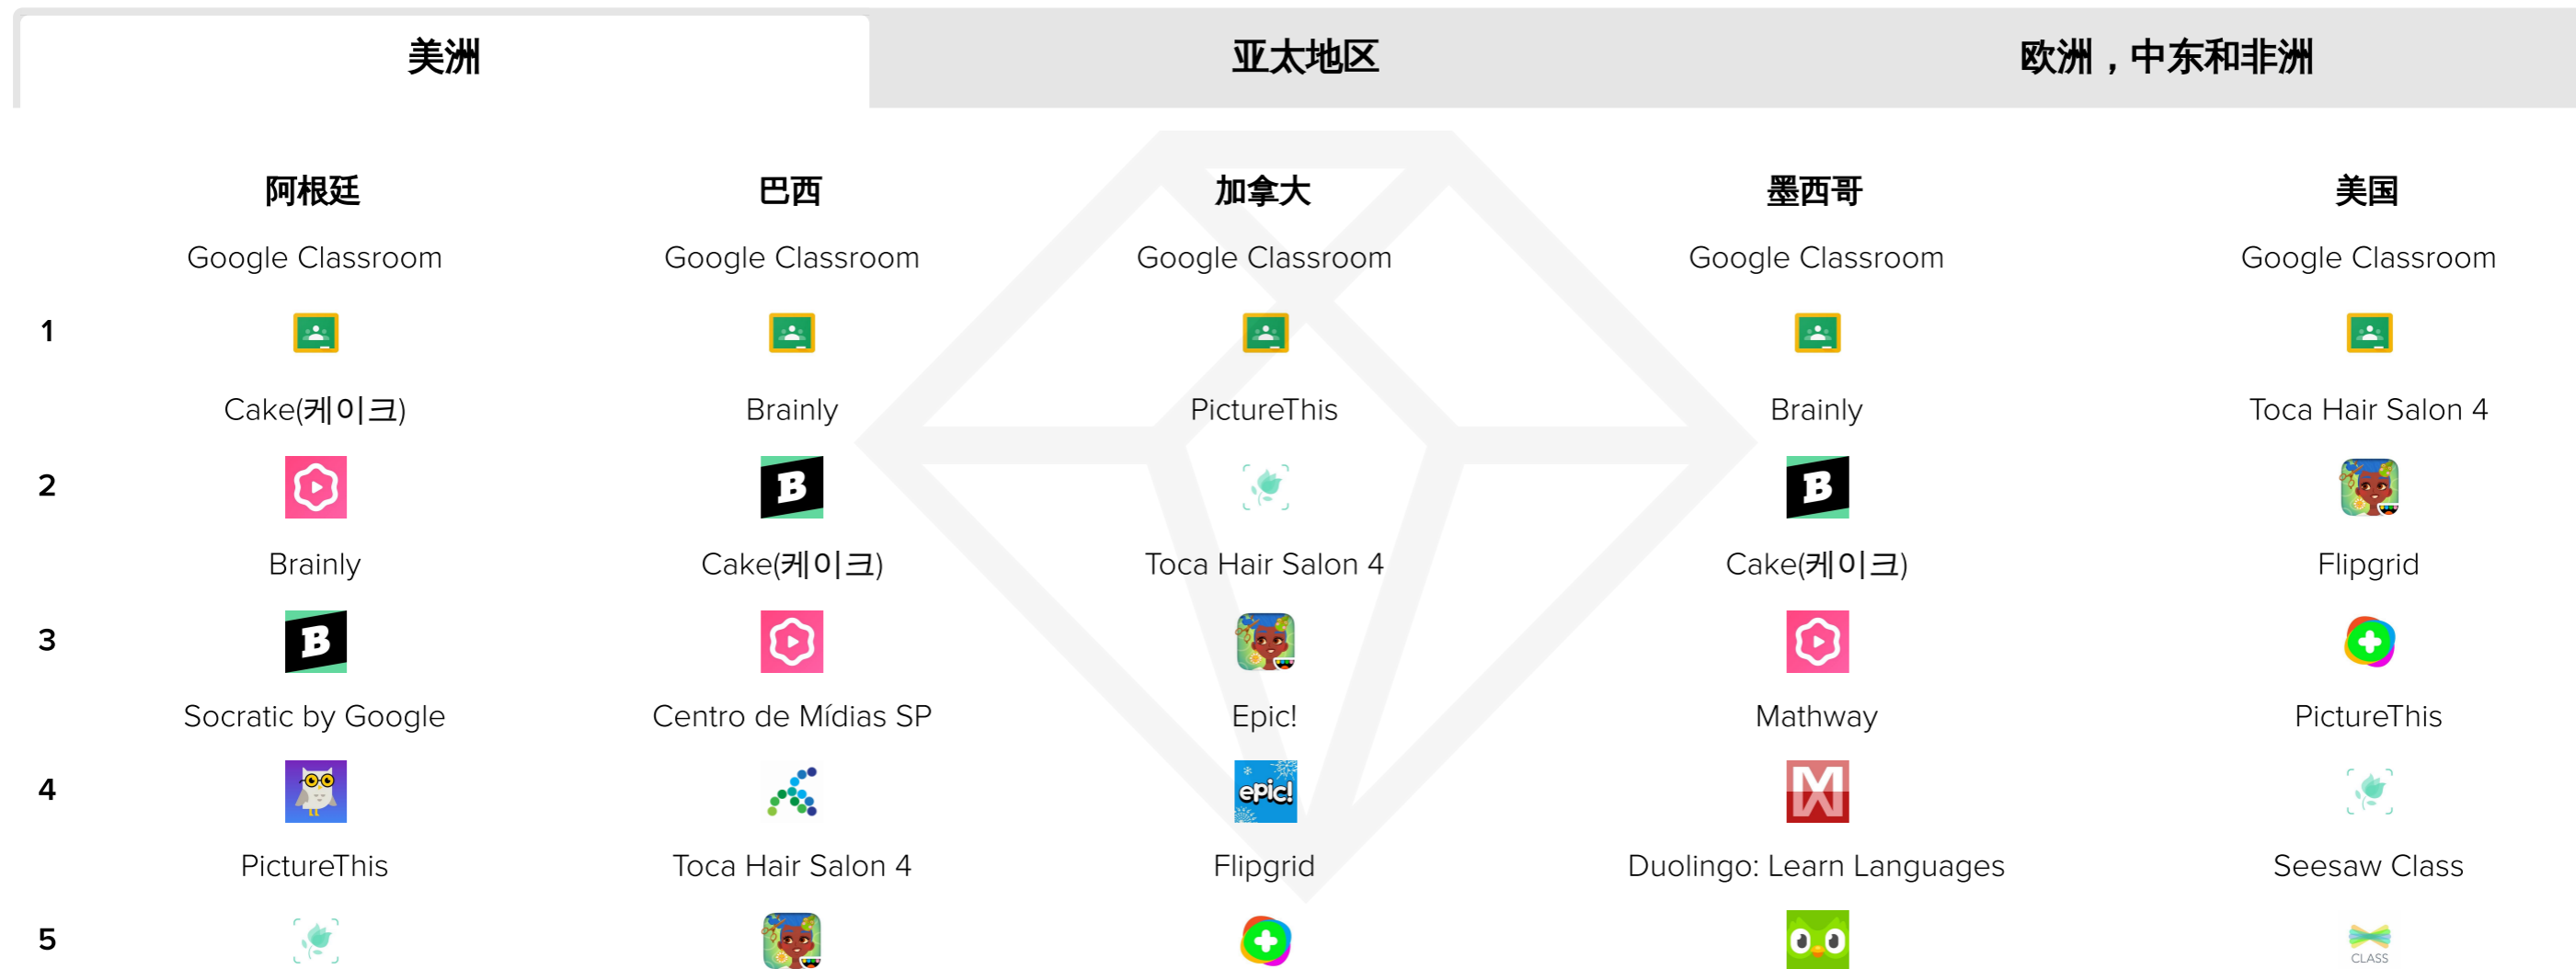 美洲 亚太地区 欧洲，中东和非洲
阿根廷 巴西 加拿大 墨西哥 美国
Google Classroom Google Classroom Google Classroom Google Classroom Google Classroom
1
Cake(케이크) Brainly PictureThis Brainly Toca Hair Salon 4
2 B B
Brainly Cake(케이크) Toca Hair Salon 4 Cake(케이크) Flipgrid
3 B
Socratic by Google Centro de Mídias SP Epic! Mathway PictureThis
4 epic! M
PictureThis Toca Hair Salon 4 Flipgrid Duolingo: Learn Languages Seesaw Class
5 CLASS